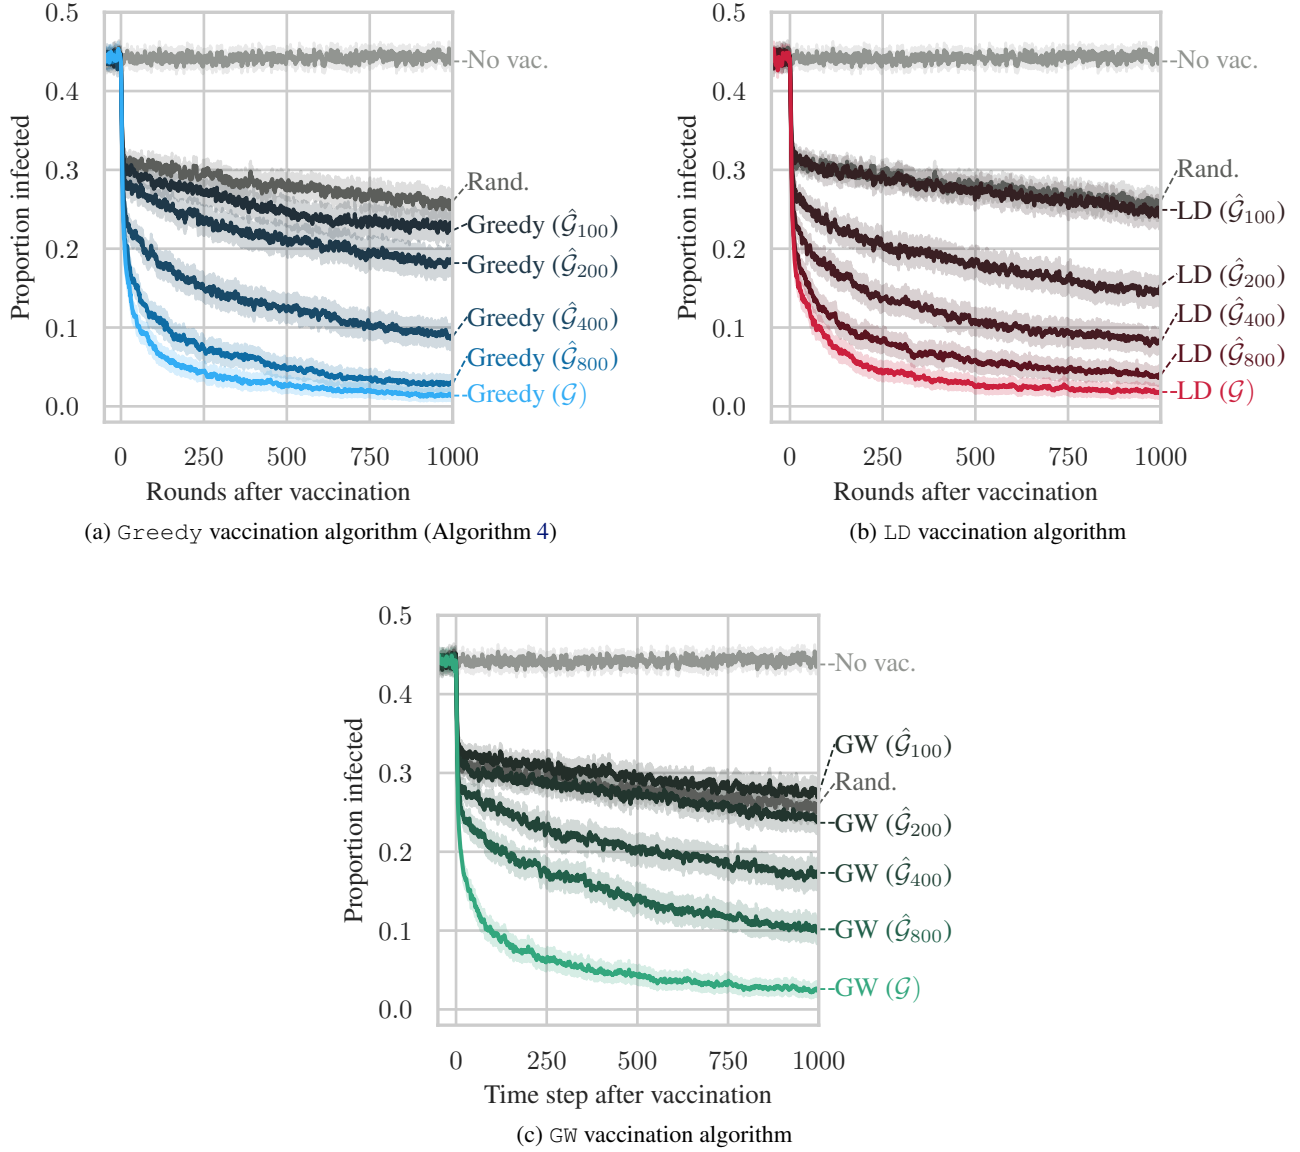 0.5
0.4
0.3
0.2
0.1
0.0
Proportion infected
0 250 500 750 1000
Rounds after vaccination
No vac.
Rand.
Greedy (𝒢̂₁₀₀)
Greedy (𝒢̂₂₀₀)
Greedy (𝒢̂₄₀₀)
Greedy (𝒢̂₈₀₀)
Greedy (𝒢)
(a) Greedy vaccination algorithm (Algorithm 4)
0.5
0.4
0.3
0.2
0.1
0.0
Proportion infected
0 250 500 750 1000
Rounds after vaccination
No vac.
Rand.
LD (𝒢̂₁₀₀)
LD (𝒢̂₂₀₀)
LD (𝒢̂₄₀₀)
LD (𝒢̂₈₀₀)
LD (𝒢)
(b) LD vaccination algorithm
0.5
0.4
0.3
0.2
0.1
0.0
Proportion infected
0 250 500 750 1000
Time step after vaccination
No vac.
GW (𝒢̂₁₀₀)
Rand.
GW (𝒢̂₂₀₀)
GW (𝒢̂₄₀₀)
GW (𝒢̂₈₀₀)
GW (𝒢)
(c) GW vaccination algorithm